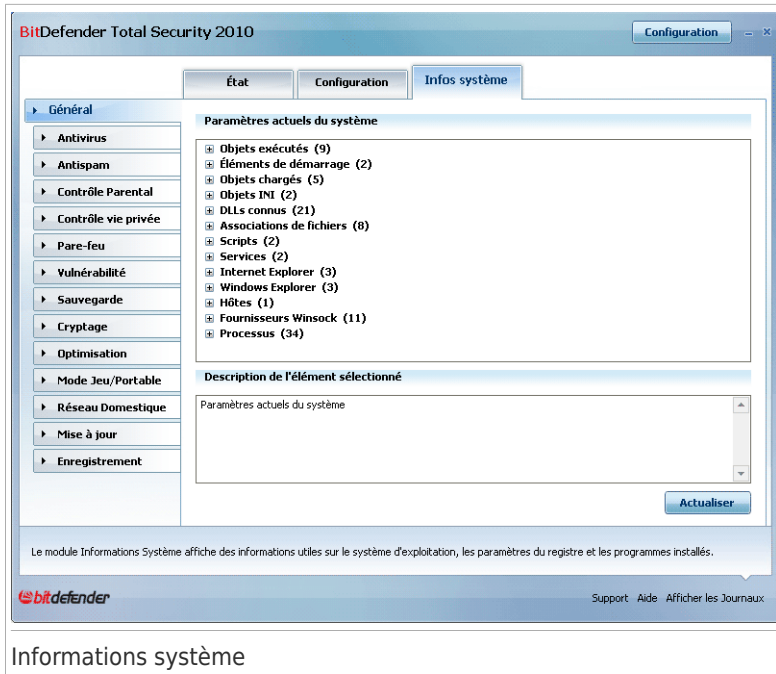 BitDefender Total Security 2010
Configuration
État
Configuration
Infos système
Général
Antivirus
Antispam
Contrôle Parental
Contrôle vie privée
Pare-feu
Vulnérabilité
Sauvegarde
Cryptage
Optimisation
Mode Jeu/Portable
Réseau Domestique
Mise à jour
Enregistrement
Paramètres actuels du système
Objets exécutés (9)
Éléments de démarrage (2)
Objets chargés (5)
Objets INI (2)
DLLs connus (21)
Associations de fichiers (8)
Scripts (2)
Services (2)
Internet Explorer (3)
Windows Explorer (3)
Hôtes (1)
Fournisseurs Winsock (11)
Processus (34)
Description de l'élément sélectionné
Paramètres actuels du système
Actualiser
Le module Informations Système affiche des informations utiles sur le système d'exploitation, les paramètres du registre et les programmes installés.
bitdefender
Support Aide Afficher les Journaux
Informations système